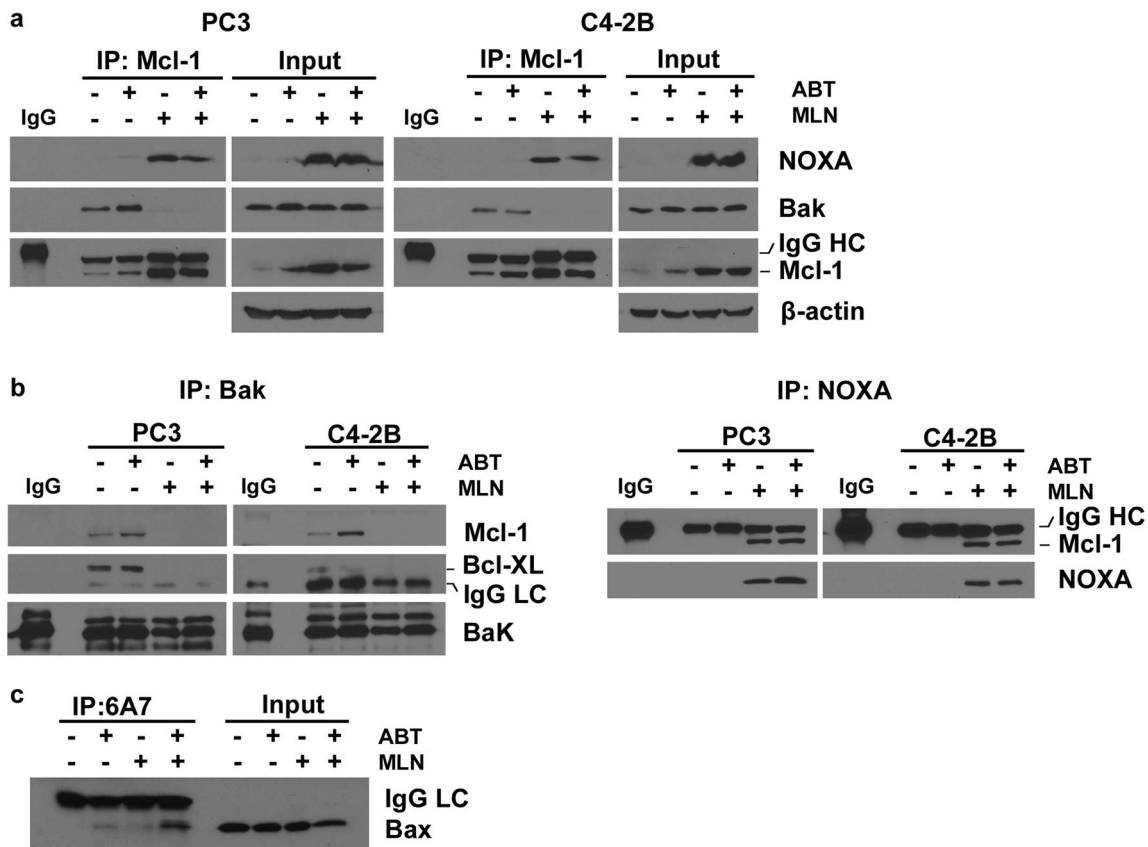 a
PC3 C4-2B
IP: Mcl-1 Input IP: Mcl-1 Input
- + - + - + - + - + - + - + - + ABT
IgG - - + + - - + + IgG - - + + - - + + MLN
NOXA
Bak
IgG HC
Mcl-1
β-actin
b
IP: Bak IP: NOXA
PC3 C4-2B
- + - + - + - + ABT
IgG - - + + IgG - - + + MLN
Mcl-1
Bcl-XL
IgG LC
BaK
PC3 C4-2B
- + - + - + - + ABT
IgG - - + + IgG - - + + MLN
IgG HC
Mcl-1
NOXA
c
IP:6A7 Input
- + - + - + - + ABT
- - + + - - + + MLN
IgG LC
Bax